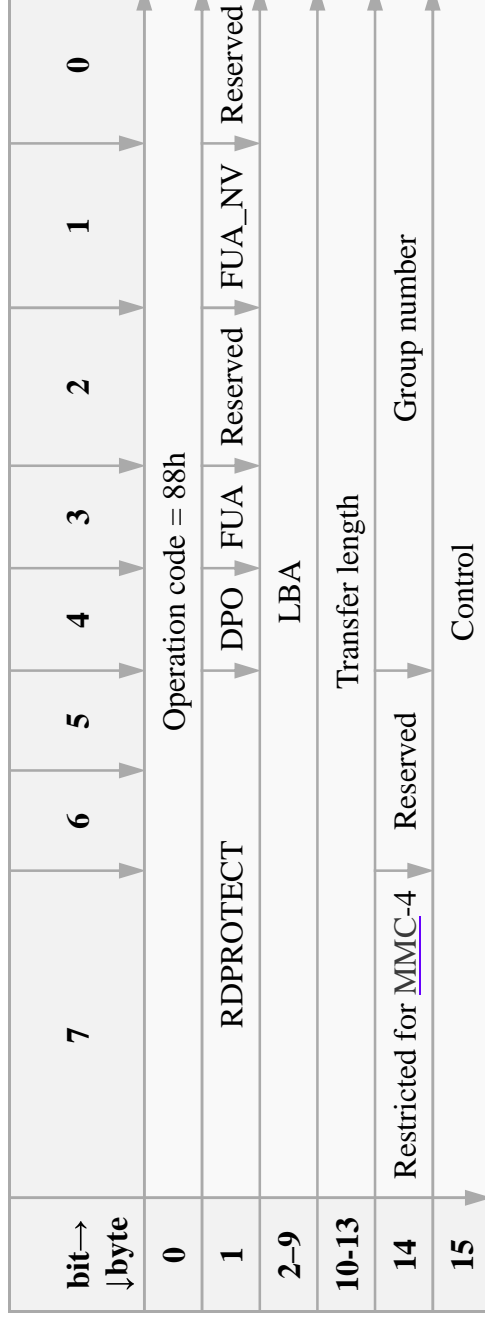 bit→ 7 6 5 4 3 2 1 0
↓byte
0 Operation code = 88h
1 RDPROTECT DPO FUA Reserved FUA_NV Reserved
2–9 LBA
10-13 Transfer length
14 Restricted for MMC-4 Reserved Group number
15 Control